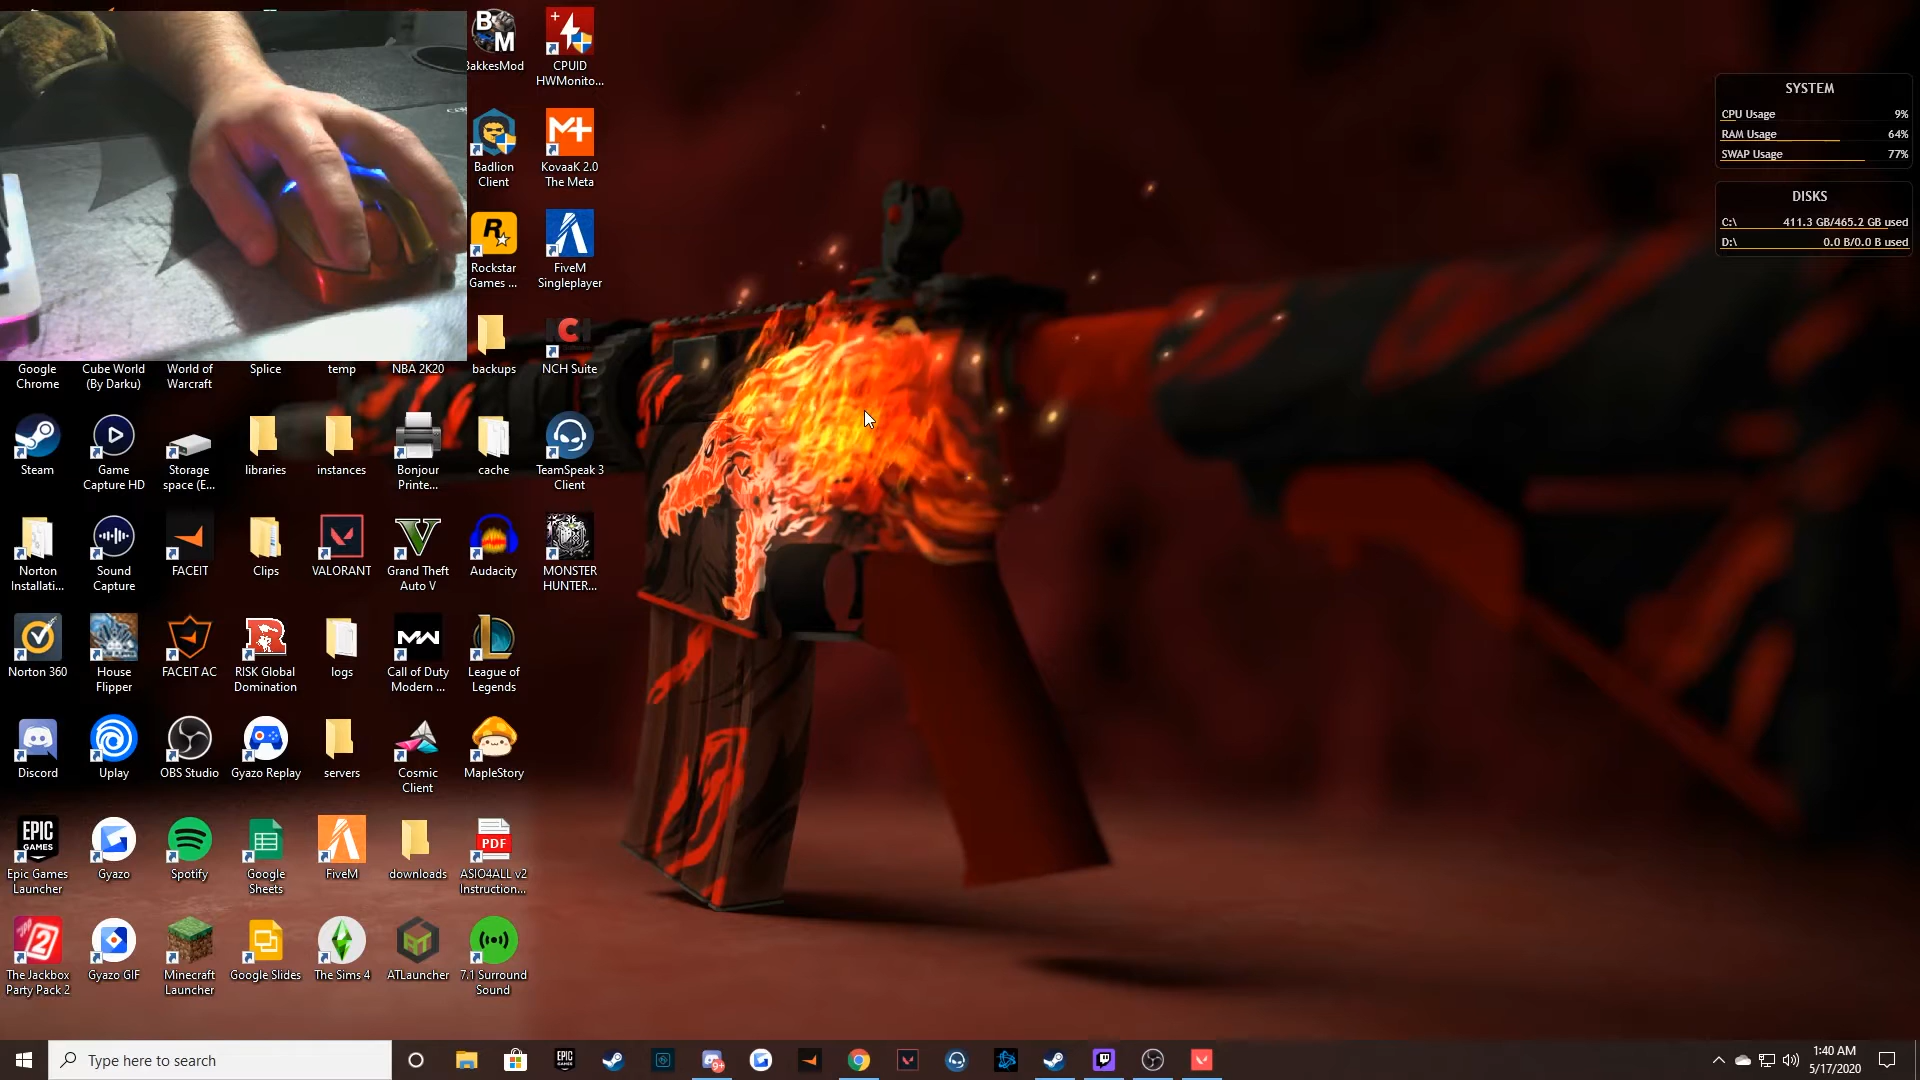 BakkesMod
CPUID
HWMonito...
Badlion
Client
KovaaK 2.0
The Meta
Rockstar
Games ...
FiveM
Singleplayer
Google
Chrome
Cube World
(By Darku)
World of
Warcraft
Splice
temp
NBA 2K20
backups
NCH Suite
Steam
Game
Capture HD
Storage
space (E...
libraries
instances
Bonjour
Printe...
cache
TeamSpeak 3
Client
Norton
Installati...
Sound
Capture
FACEIT
Clips
VALORANT
Grand Theft
Auto V
Audacity
MONSTER
HUNTER...
Norton 360
House
Flipper
FACEIT AC
RISK Global
Domination
logs
MW
Call of Duty
Modern ...
League of
Legends
Discord
Uplay
OBS Studio
Gyazo Replay
servers
Cosmic
Client
MapleStory
EPIC
GAMES
Epic Games
Launcher
Gyazo
Spotify
Google
Sheets
FiveM
downloads
PDF
ASIO4ALL v2
Instruction...
The Jackbox
Party Pack 2
Gyazo GIF
Minecraft
Launcher
Google Slides
The Sims 4
ATLauncher
7.1 Surround
Sound
SYSTEM
CPU Usage 9%
RAM Usage 64%
SWAP Usage 77%
DISKS
C:\ 411.3 GB/465.2 GB used
D:\ 0.0 B/0.0 B used
Type here to search
EPIC
9+
1:40 AM
5/17/2020